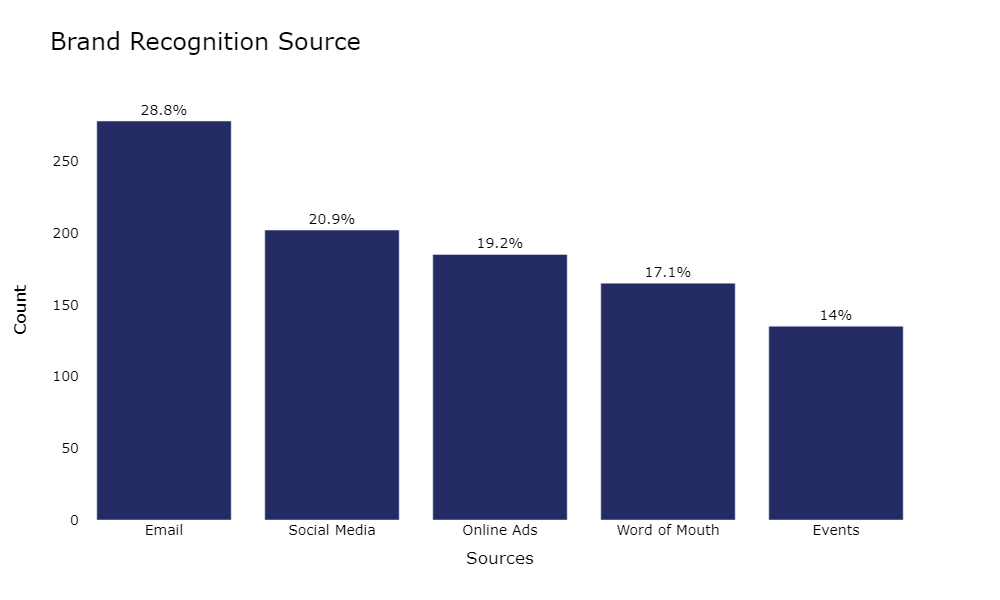 Brand Recognition Source
28.8%
20.9%
19.2%
17.1%
14%
250
200
150
100
50
0
Count
Email Social Media Online Ads Word of Mouth Events
Sources